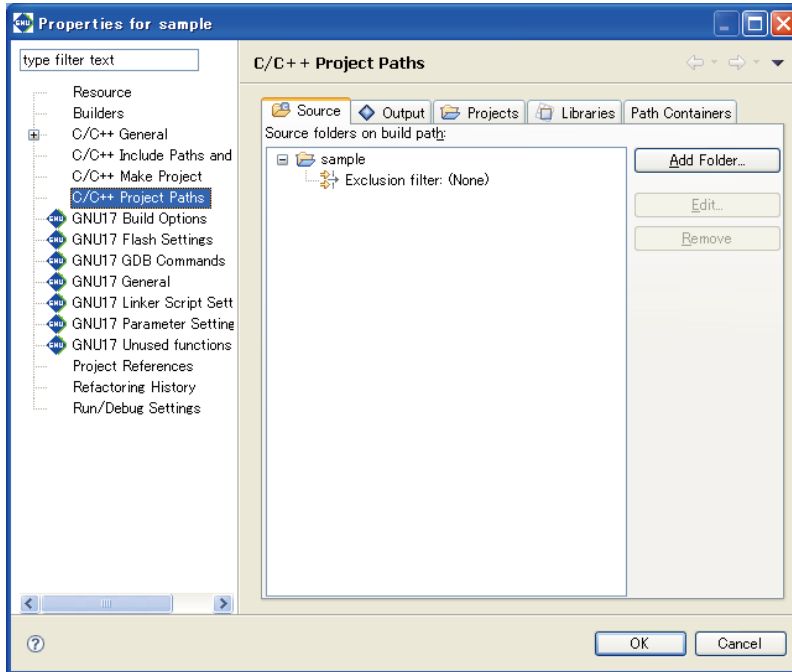 Properties for sample
type filter text
Resource
Builders
C/C++ General
C/C++ Include Paths and
C/C++ Make Project
C/C++ Project Paths
GNU17 Build Options
GNU17 Flash Settings
GNU17 GDB Commands
GNU17 General
GNU17 Linker Script Sett
GNU17 Parameter Setting
GNU17 Unused functions
Project References
Refactoring History
Run/Debug Settings
C/C++ Project Paths
Source Output Projects Libraries Path Containers
Source folders on build path:
sample
Exclusion filter: (None)
Add Folder...
Edit...
Remove
OK Cancel